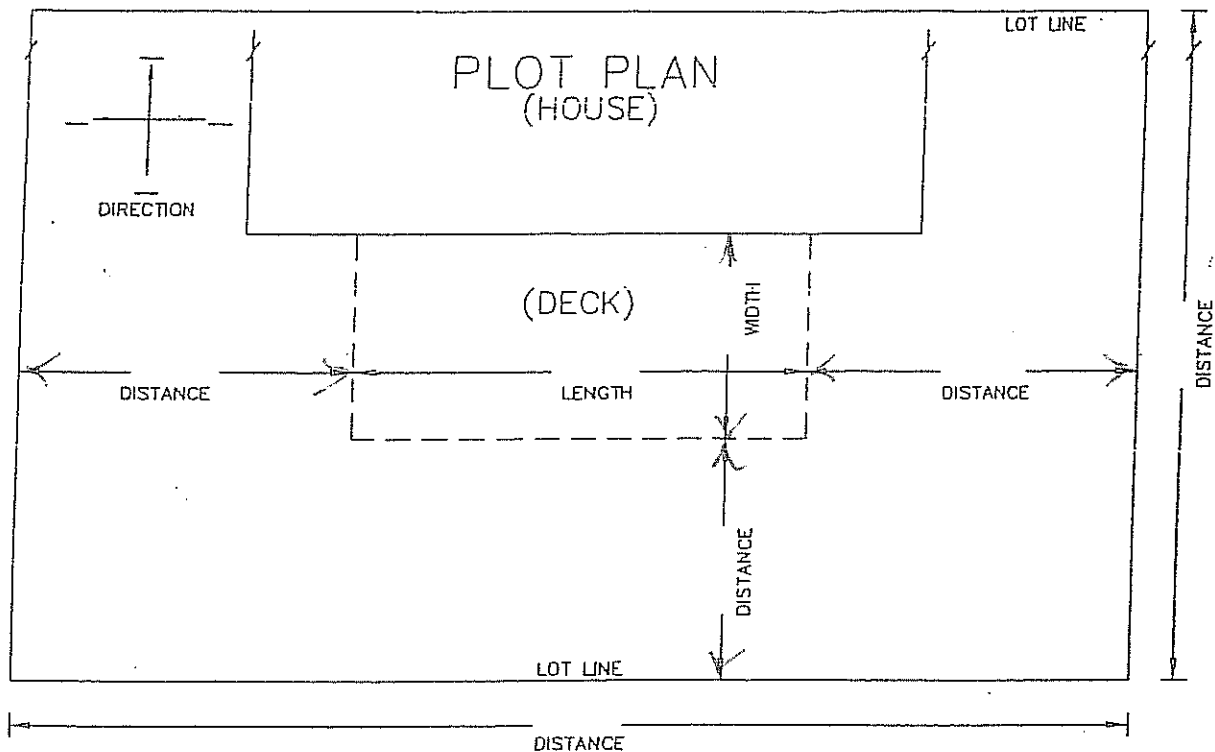 LOT LINE
PLOT PLAN
(HOUSE)
DIRECTION
(DECK)
WIDTH
DISTANCE
DISTANCE
LENGTH
DISTANCE
DISTANCE
LOT LINE
DISTANCE